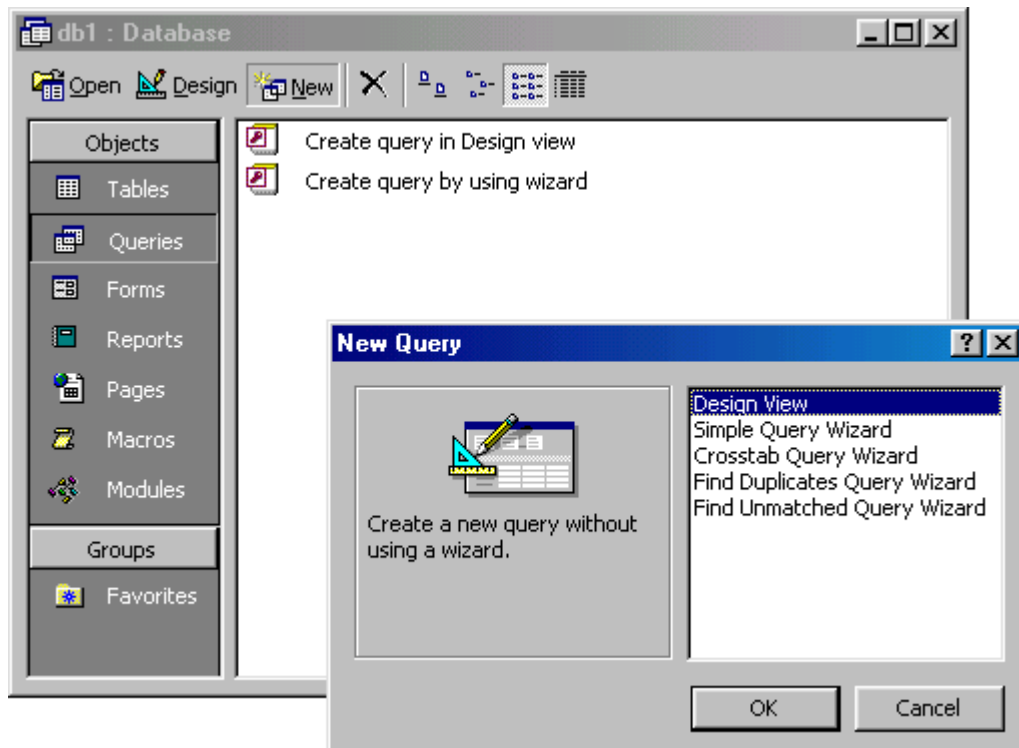 db1 : Database
Open Design New
Objects
Tables
Queries
Forms
Reports
Pages
Macros
Modules
Groups
Favorites
Create query in Design view
Create query by using wizard
New Query
Create a new query without
using a wizard.
Design View
Simple Query Wizard
Crosstab Query Wizard
Find Duplicates Query Wizard
Find Unmatched Query Wizard
OK Cancel